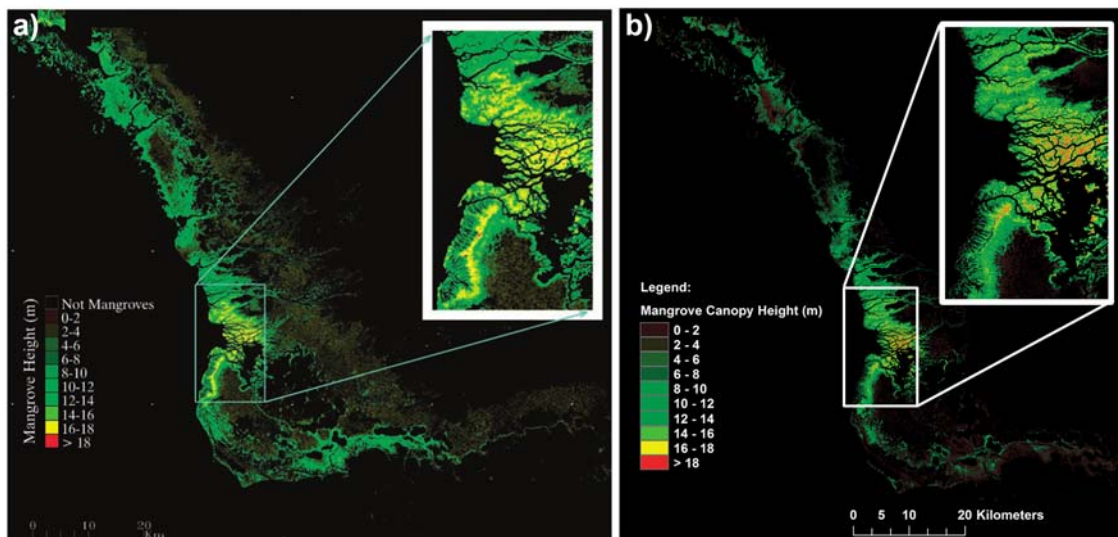 a)
Mangrove Height (m)
Not Mangroves
0-2
2-4
4-6
6-8
8-10
10-12
12-14
14-16
16-18
> 18
0 10 20
Km
b)
Legend:
Mangrove Canopy Height (m)
0 - 2
2 - 4
4 - 6
6 - 8
8 - 10
10 - 12
12 - 14
14 - 16
16 - 18
> 18
0 5 10 20 Kilometers